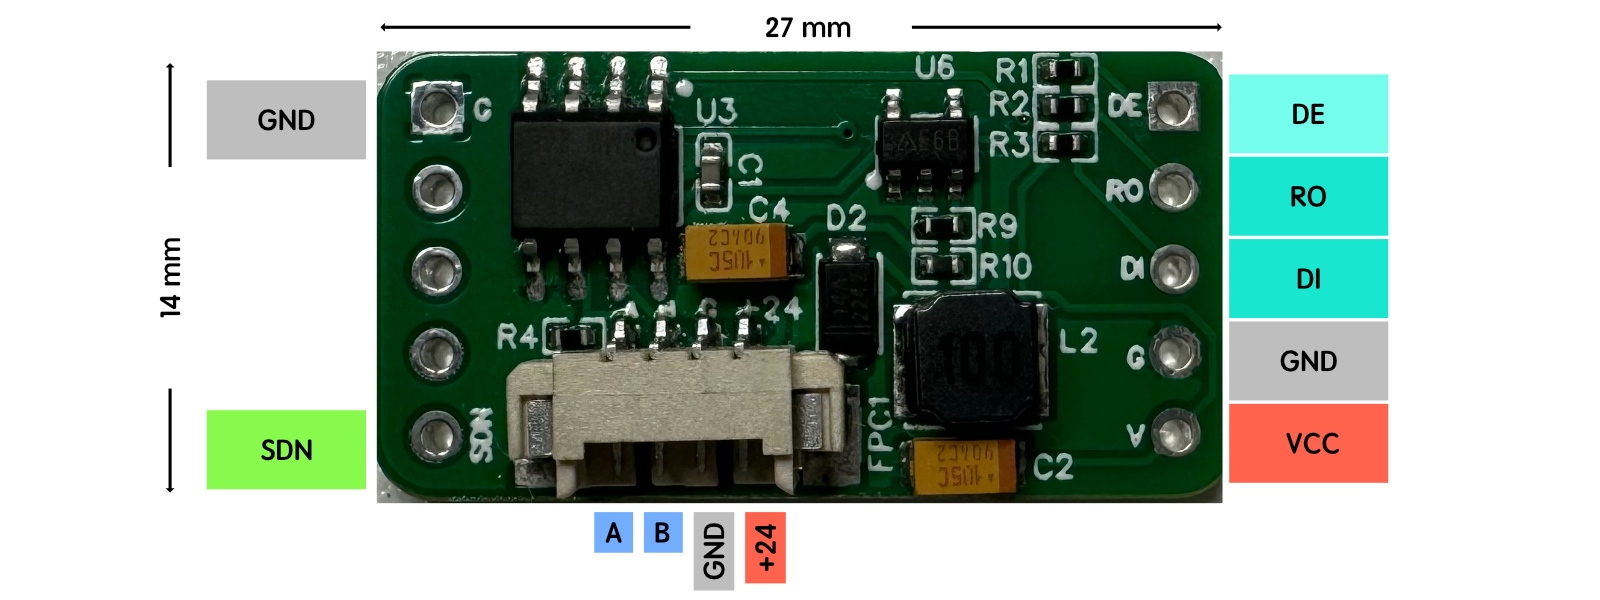 27 mm
14 mm
GND
SDN
G
SDN
U3
C1
C4
D2
U6
E6B
R1
R2
R3
R9
R10
R4
+24
100
L2
FPC1
C2
105C
105C
DE
RO
DI
G
V
DE
RO
DI
GND
VCC
A
B
GND
+24